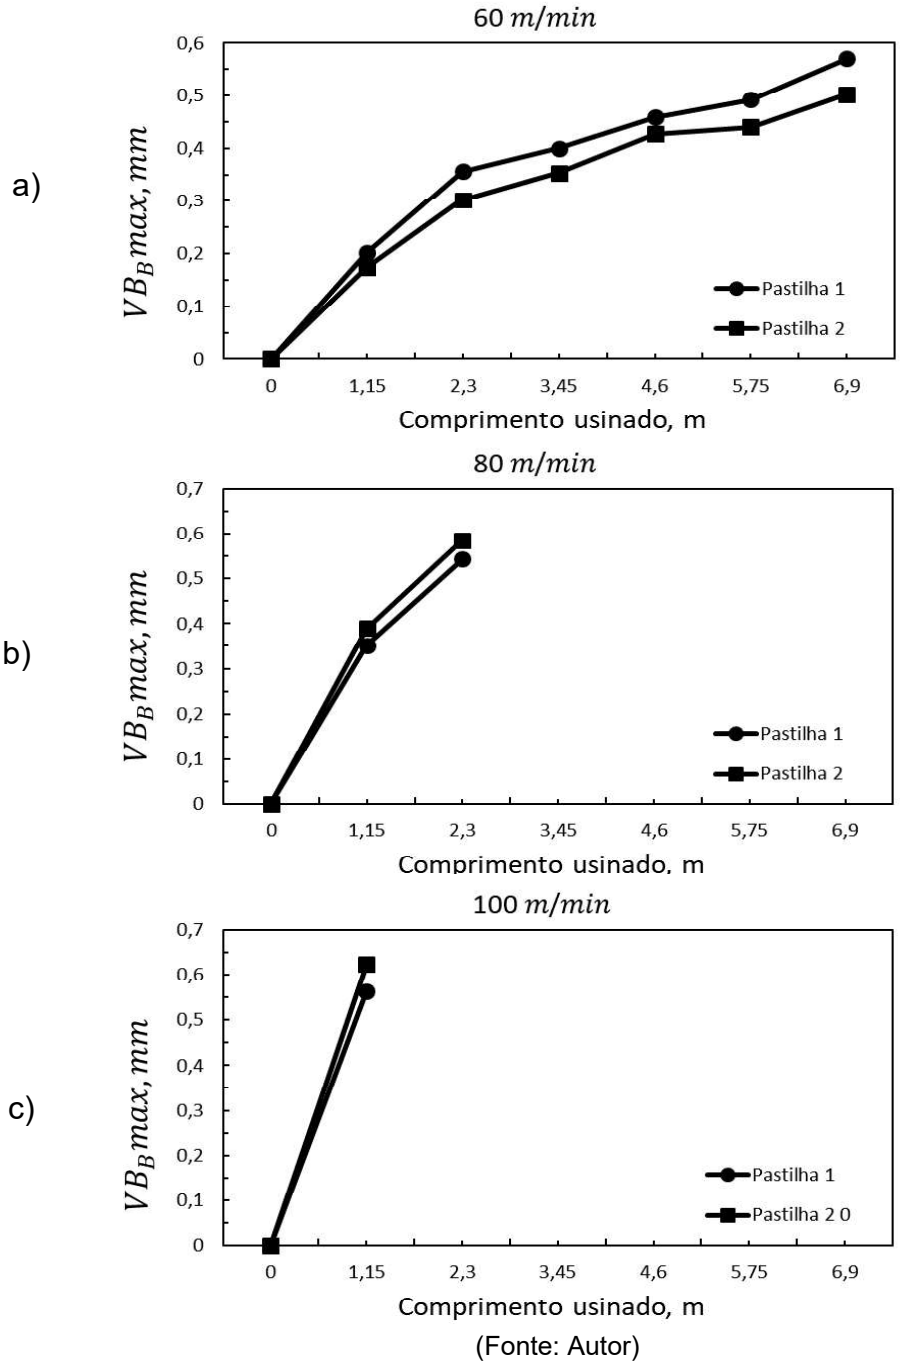 60 m/min
a)
VB_B max, mm
0,6
0,5
0,4
0,3
0,2
0,1
0
Pastilha 1
Pastilha 2
0 1,15 2,3 3,45 4,6 5,75 6,9
Comprimento usinado, m
80 m/min
b)
VB_B max, mm
0,7
0,6
0,5
0,4
0,3
0,2
0,1
0
Pastilha 1
Pastilha 2
0 1,15 2,3 3,45 4,6 5,75 6,9
Comprimento usinado, m
100 m/min
c)
VB_B max, mm
0,7
0,6
0,5
0,4
0,3
0,2
0,1
0
Pastilha 1
Pastilha 2 0
0 1,15 2,3 3,45 4,6 5,75 6,9
Comprimento usinado, m
(Fonte: Autor)